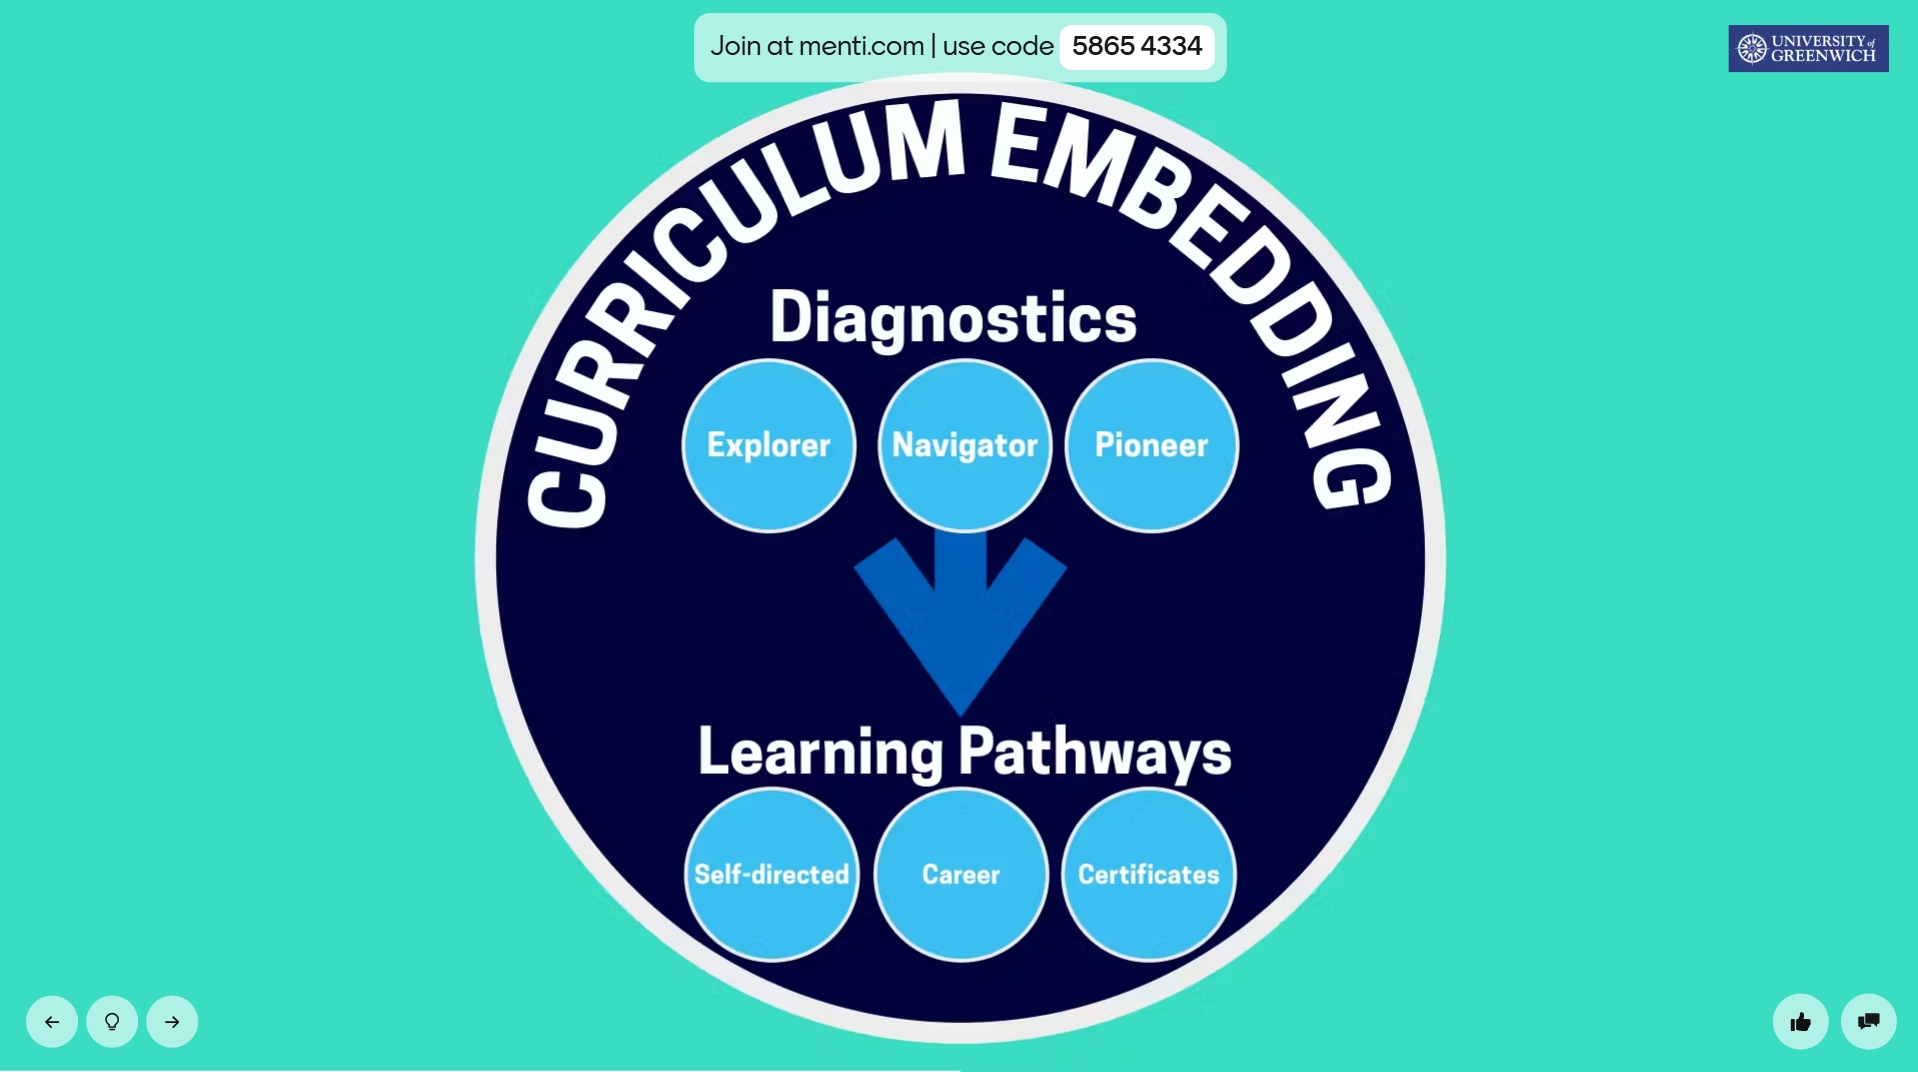 Join at menti.com | use code 5865 4334
UNIVERSITY of
GREENWICH
CURRICULUM EMBEDDING
Diagnostics
Explorer
Navigator
Pioneer
Learning Pathways
Self-directed
Career
Certificates